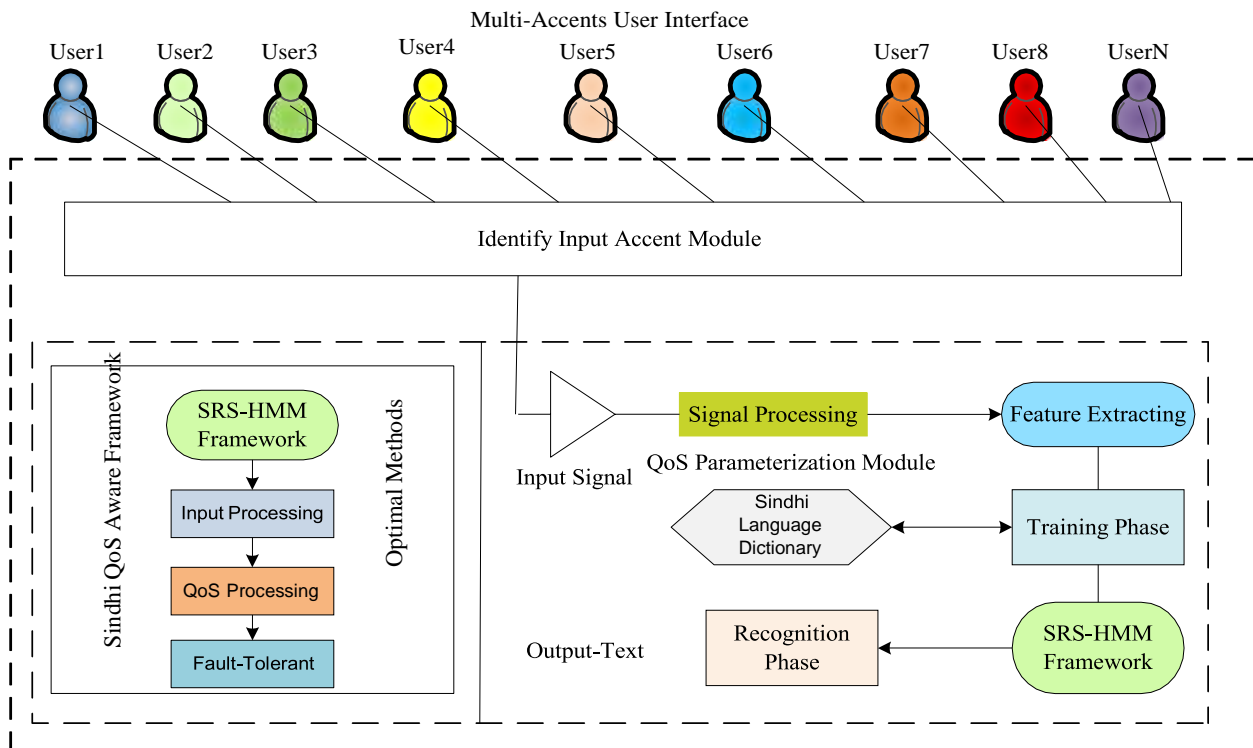 Multi-Accents User Interface
User1 User2 User3 User4 User5 User6 User7 User8 UserN
Identify Input Accent Module
Sindhi QoS Aware Framework
SRS-HMM
Framework
Input Processing
QoS Processing
Fault-Tolerant
Optimal Methods
Input Signal
Signal Processing
Feature Extracting
QoS Parameterization Module
Sindhi
Language
Dictionary
Training Phase
SRS-HMM
Framework
Recognition
Phase
Output-Text